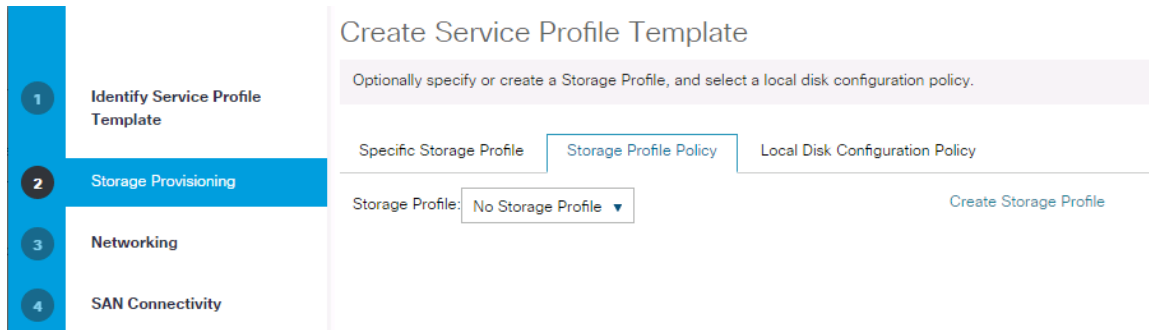 Create Service Profile Template
Optionally specify or create a Storage Profile, and select a local disk configuration policy.
1
Identify Service Profile
Template
2
Storage Provisioning
3
Networking
4
SAN Connectivity
Specific Storage Profile
Storage Profile Policy
Local Disk Configuration Policy
Storage Profile: No Storage Profile
Create Storage Profile